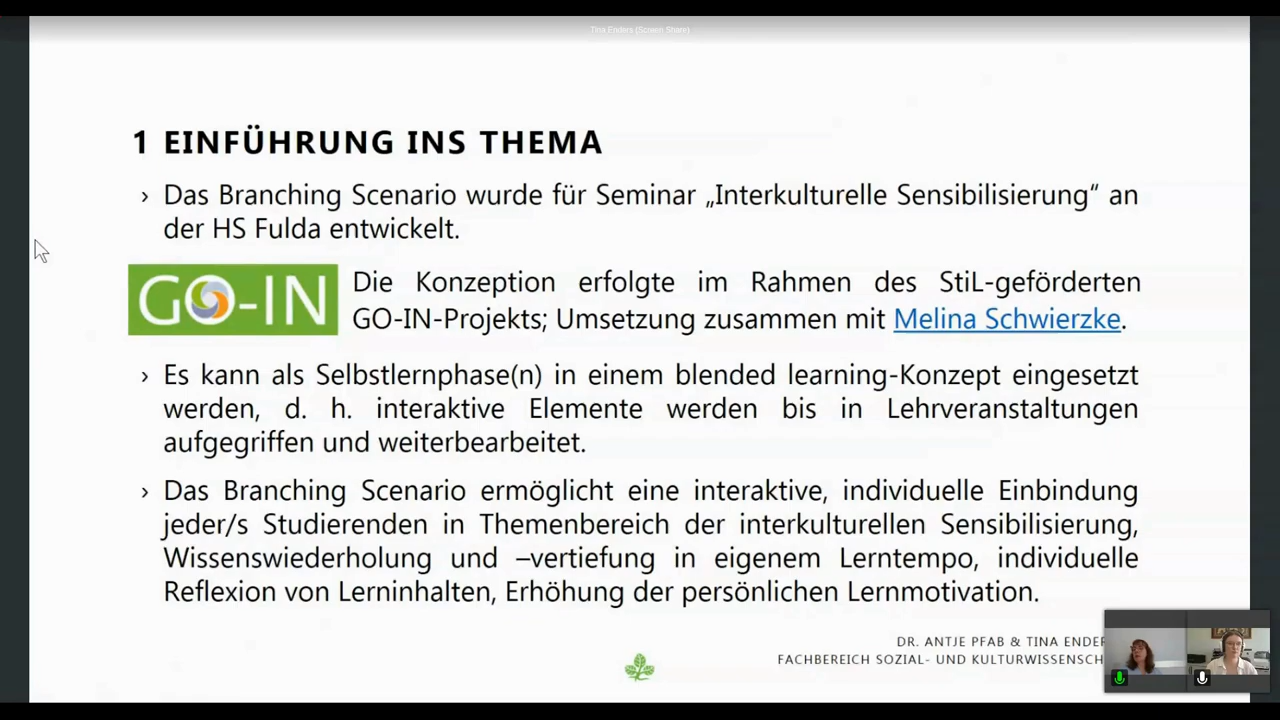 Tina Enders (Screen Share)
1 EINFÜHRUNG INS THEMA
› Das Branching Scenario wurde für Seminar „Interkulturelle Sensibilisierung“ an
der HS Fulda entwickelt.
GO-IN
Die Konzeption erfolgte im Rahmen des StiL-geförderten
GO-IN-Projekts; Umsetzung zusammen mit Melina Schwierzke.
› Es kann als Selbstlernphase(n) in einem blended learning-Konzept eingesetzt
werden, d. h. interaktive Elemente werden bis in Lehrveranstaltungen
aufgegriffen und weiterbearbeitet.
› Das Branching Scenario ermöglicht eine interaktive, individuelle Einbindung
jeder/s Studierenden in Themenbereich der interkulturellen Sensibilisierung,
Wissenswiederholung und –vertiefung in eigenem Lerntempo, individuelle
Reflexion von Lerninhalten, Erhöhung der persönlichen Lernmotivation.
DR. ANTJE PFAB & TINA ENDER
FACHBEREICH SOZIAL- UND KULTURWISSENSCH